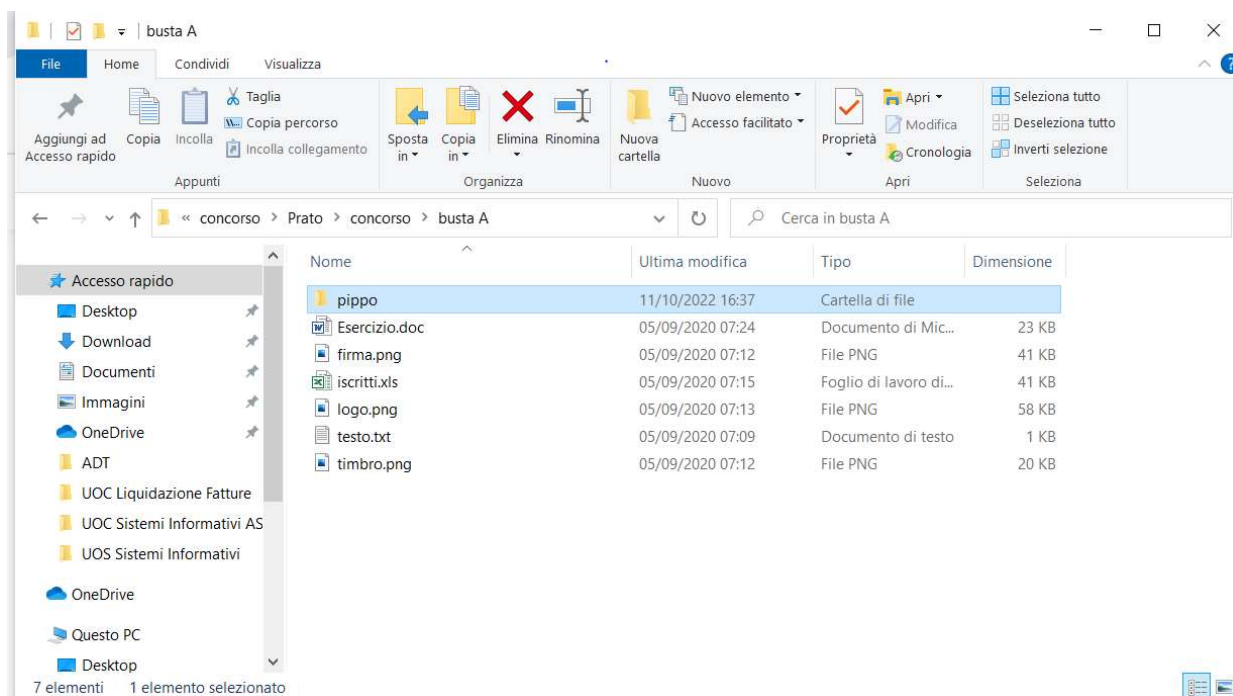 busta A
File Home Condividi Visualizza
Aggiungi ad Accesso rapido
Copia
Incolla
Taglia
Copia percorso
Incolla collegamento
Appunti
Sposta in
Copia in
Elimina
Rinomina
Organizza
Nuova cartella
Nuovo elemento
Accesso facilitato
Nuovo
Proprietà
Apri
Modifica
Cronologia
Apri
Seleziona tutto
Deseleziona tutto
Inverti selezione
Seleziona
« concorso > Prato > concorso > busta A
Cerca in busta A
Accesso rapido
Desktop
Download
Documenti
Immagini
OneDrive
ADT
UOC Liquidazione Fatture
UOC Sistemi Informativi AS
UOS Sistemi Informativi
OneDrive
Questo PC
Desktop
Nome Ultima modifica Tipo Dimensione
pippo 11/10/2022 16:37 Cartella di file
Esercizio.doc 05/09/2020 07:24 Documento di Mic... 23 KB
firma.png 05/09/2020 07:12 File PNG 41 KB
iscritti.xls 05/09/2020 07:15 Foglio di lavoro di... 41 KB
logo.png 05/09/2020 07:13 File PNG 58 KB
testo.txt 05/09/2020 07:09 Documento di testo 1 KB
timbro.png 05/09/2020 07:12 File PNG 20 KB
7 elementi 1 elemento selezionato